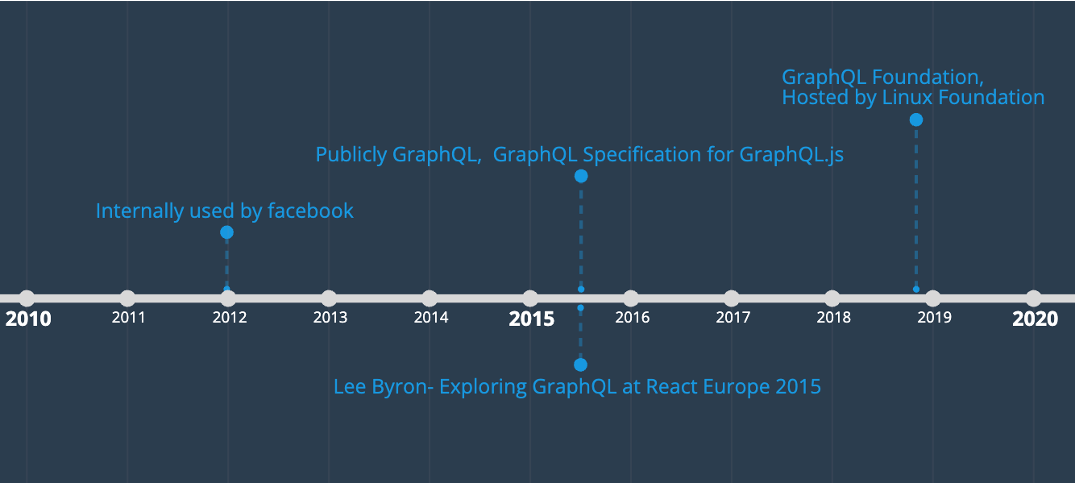 GraphQL Foundation,
Hosted by Linux Foundation
Publicly GraphQL,  GraphQL Specification for GraphQL.js
Internally used by facebook
2010 2011 2012 2013 2014 2015 2016 2017 2018 2019 2020
Lee Byron- Exploring GraphQL at React Europe 2015